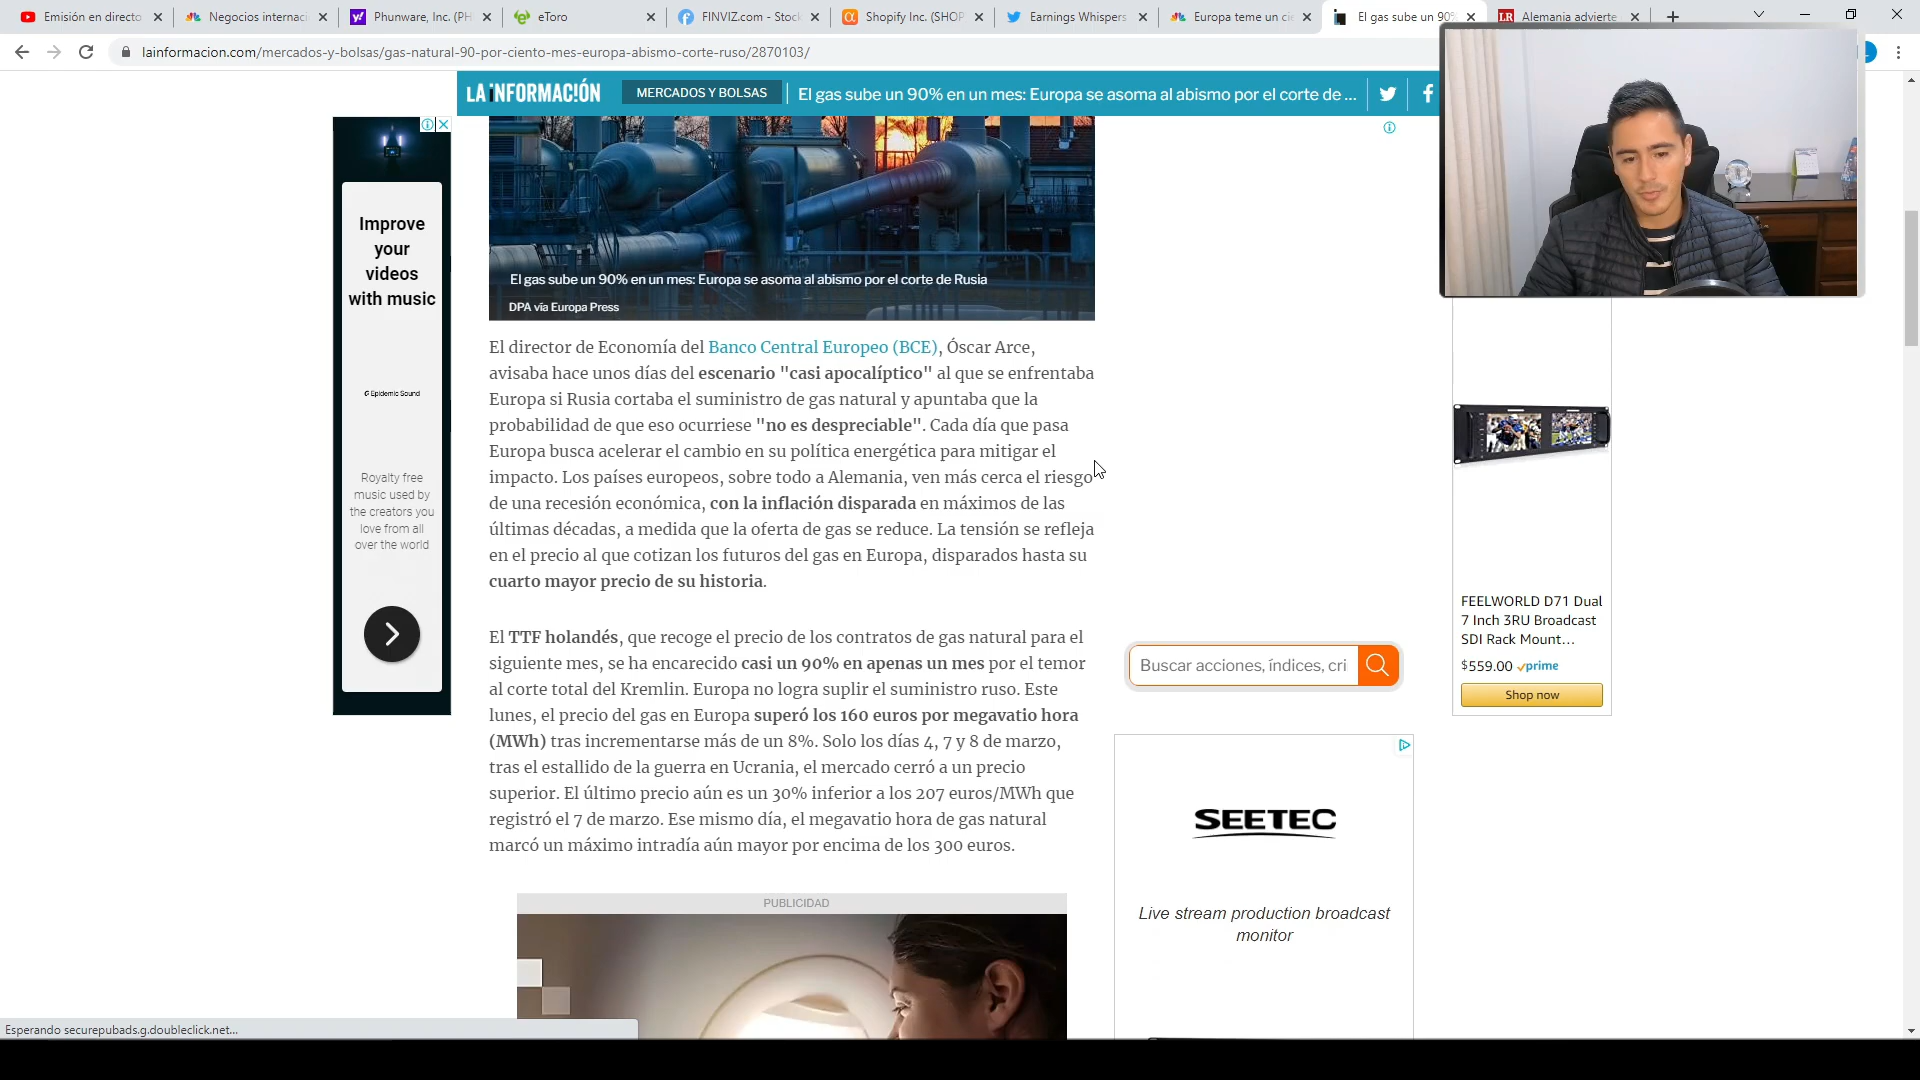 Emisión en directo
Negocios internaci
Phunware, Inc. (PH
eToro
FINVIZ.com - Stock
Shopify Inc. (SHOP
Earnings Whispers
Europa teme un cie
El gas sube un 90%
LR Alemania advierte
lainformacion.com/mercados-y-bolsas/gas-natural-90-por-ciento-mes-europa-abismo-corte-ruso/2870103/
LA iNFORMAC!ÓN
MERCADOS Y BOLSAS
El gas sube un 90% en un mes: Europa se asoma al abismo por el corte de ...
Improve
your
videos
with music
Epidemic Sound
Royalty free
music used by
the creators you
love from all
over the world
El gas sube un 90% en un mes: Europa se asoma al abismo por el corte de Rusia
DPA vía Europa Press
El director de Economía del Banco Central Europeo (BCE), Óscar Arce,
avisaba hace unos días del escenario "casi apocalíptico" al que se enfrentaba
Europa si Rusia cortaba el suministro de gas natural y apuntaba que la
probabilidad de que eso ocurriese "no es despreciable". Cada día que pasa
Europa busca acelerar el cambio en su política energética para mitigar el
impacto. Los países europeos, sobre todo a Alemania, ven más cerca el riesgo
de una recesión económica, con la inflación disparada en máximos de las
últimas décadas, a medida que la oferta de gas se reduce. La tensión se refleja
en el precio al que cotizan los futuros del gas en Europa, disparados hasta su
cuarto mayor precio de su historia.
El TTF holandés, que recoge el precio de los contratos de gas natural para el
siguiente mes, se ha encarecido casi un 90% en apenas un mes por el temor
al corte total del Kremlin. Europa no logra suplir el suministro ruso. Este
lunes, el precio del gas en Europa superó los 160 euros por megavatio hora
(MWh) tras incrementarse más de un 8%. Solo los días 4, 7 y 8 de marzo,
tras el estallido de la guerra en Ucrania, el mercado cerró a un precio
superior. El último precio aún es un 30% inferior a los 207 euros/MWh que
registró el 7 de marzo. Ese mismo día, el megavatio hora de gas natural
marcó un máximo intradía aún mayor por encima de los 300 euros.
PUBLICIDAD
Buscar acciones, índices, cri
SEETEC
Live stream production broadcast
monitor
FEELWORLD D71 Dual
7 Inch 3RU Broadcast
SDI Rack Mount...
$559.00 prime
Shop now
Esperando securepubads.g.doubleclick.net...